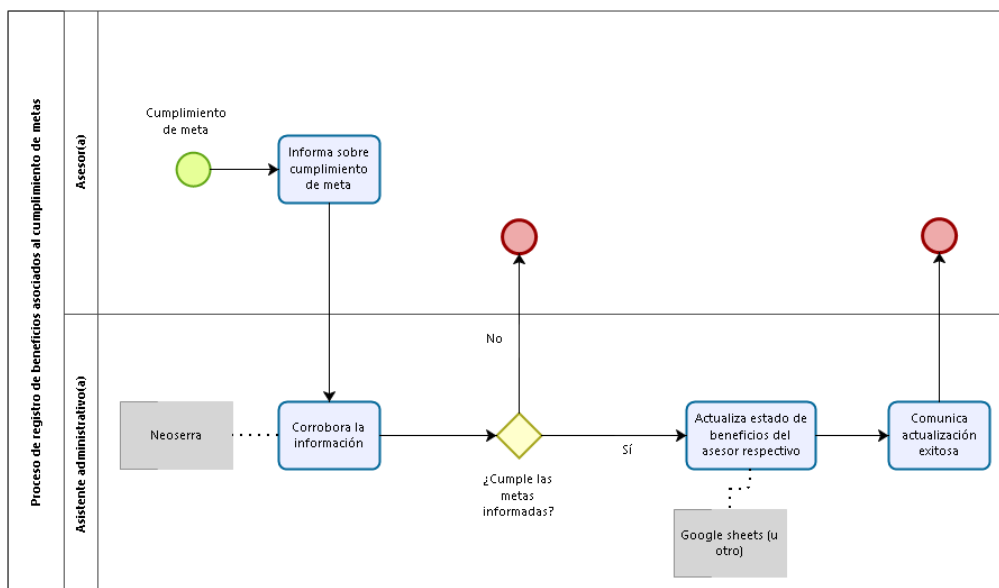 Proceso de registro de beneficios asociados al cumplimiento de metas
Asesor(a)
Cumplimiento
de meta
Informa sobre
cumplimiento
de meta
No
Asistente administrativo(a)
Neoserra
Corrobora la
información
¿Cumple las
metas
informadas?
Sí
Actualiza estado de
beneficios del
asesor respectivo
Comunica
actualización
exitosa
Google sheets (u
otro)